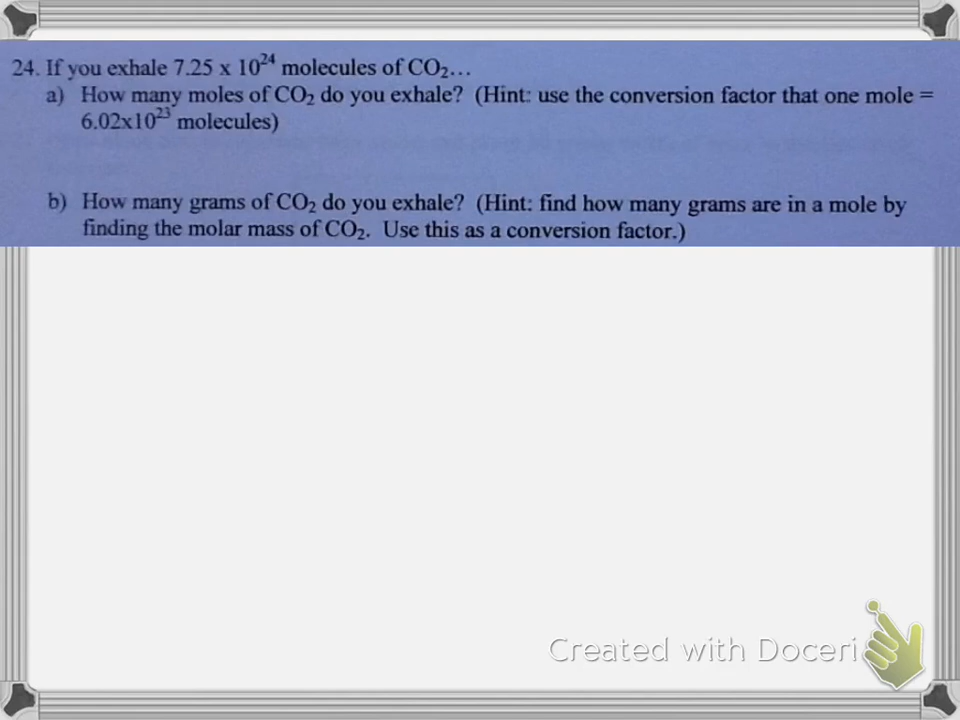 24. If you exhale 7.25 x 10²⁴ molecules of CO₂...
a) How many moles of CO₂ do you exhale? (Hint: use the conversion factor that one mole =
6.02x10²³ molecules)
b) How many grams of CO₂ do you exhale? (Hint: find how many grams are in a mole by
finding the molar mass of CO₂. Use this as a conversion factor.)
Created with Doceri